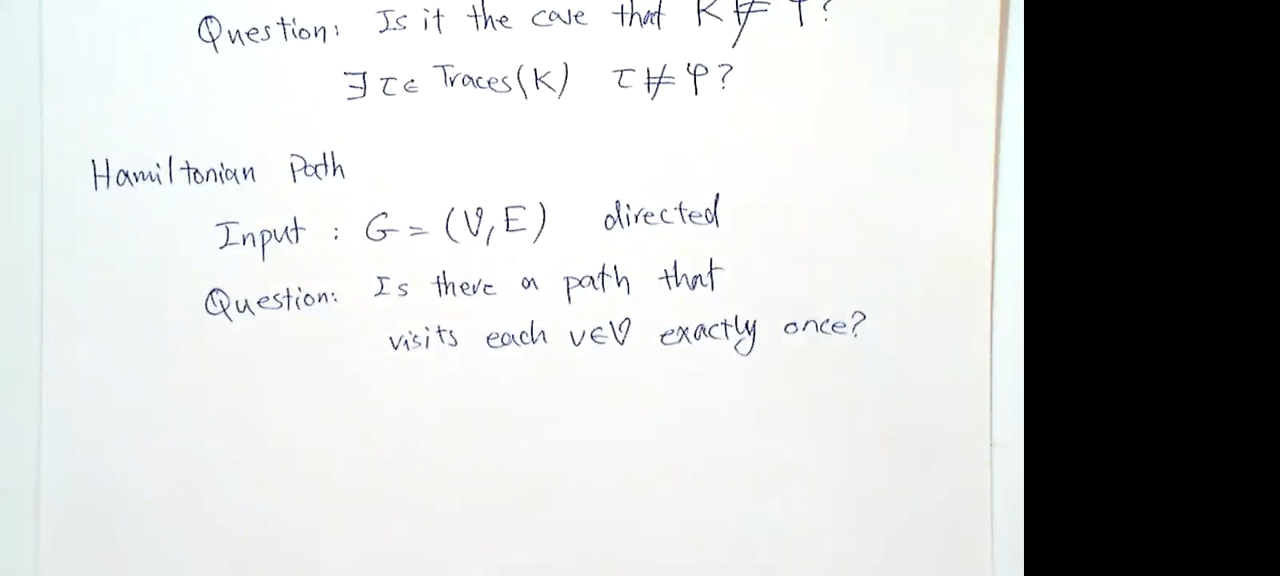 Question: Is it the case that K ⊭ φ?
∃ τ ∈ Traces(K) τ ⊭ φ?
Hamiltonian Path
Input : G = (V, E) directed
Question: Is there a path that
visits each v∈V exactly once?